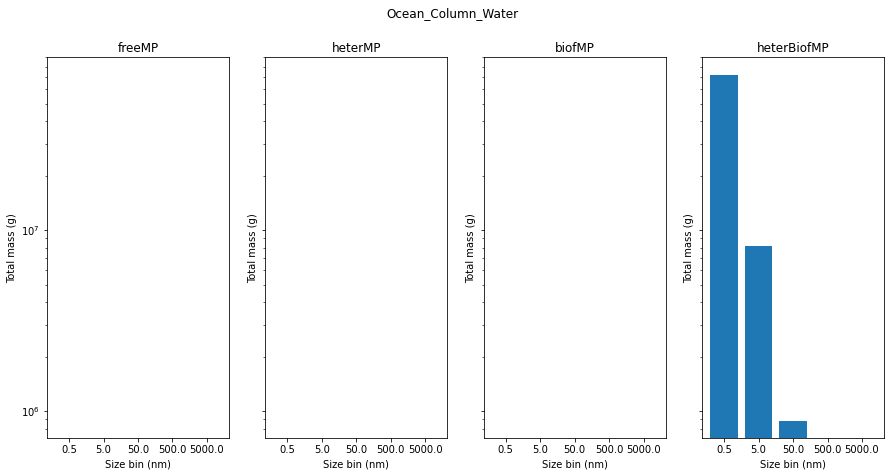 Ocean_Column_Water
freeMP
heterMP
biofMP
heterBiofMP
Total mass (g)
10^7
10^6
0.5 5.0 50.0 500.0 5000.0
Size bin (nm)
Total mass (g)
0.5 5.0 50.0 500.0 5000.0
Size bin (nm)
Total mass (g)
0.5 5.0 50.0 500.0 5000.0
Size bin (nm)
Total mass (g)
0.5 5.0 50.0 500.0 5000.0
Size bin (nm)